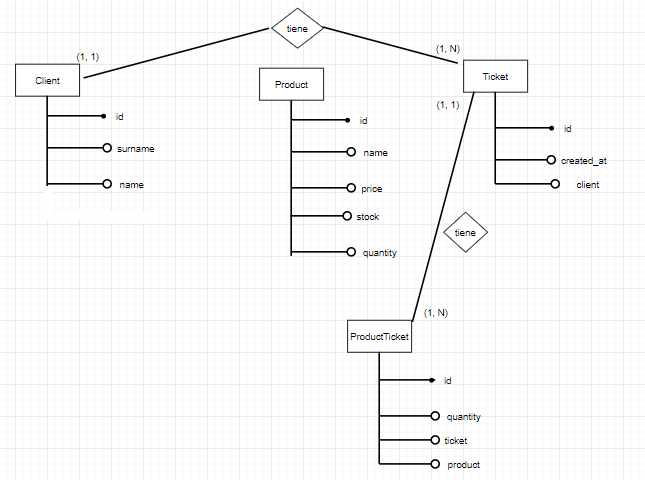 tiene
(1, 1)
(1, N)
Client
Product
Ticket
(1, 1)
id
id
id
surname
name
created_at
name
price
client
stock
tiene
quantity
(1, N)
ProductTicket
id
quantity
ticket
product